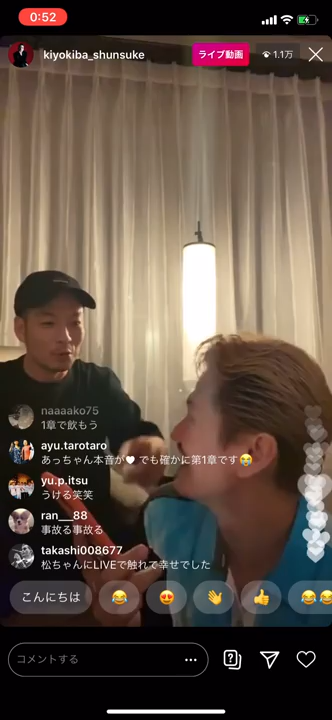 0:52
kiyokiba_shunsuke
ライブ動画
1.1万
naaaako75
1章で飲もう
ayu.tarotaro
あっちゃん本音が🖤 でも確かに第1章です😭
yu.p.itsu
うける笑笑
ran__88
事故る事故る
takashi008677
松ちゃんにLIVEで触れて幸せでした
こんにちは 😂 😍 👋 👍 😂😂
コメントする